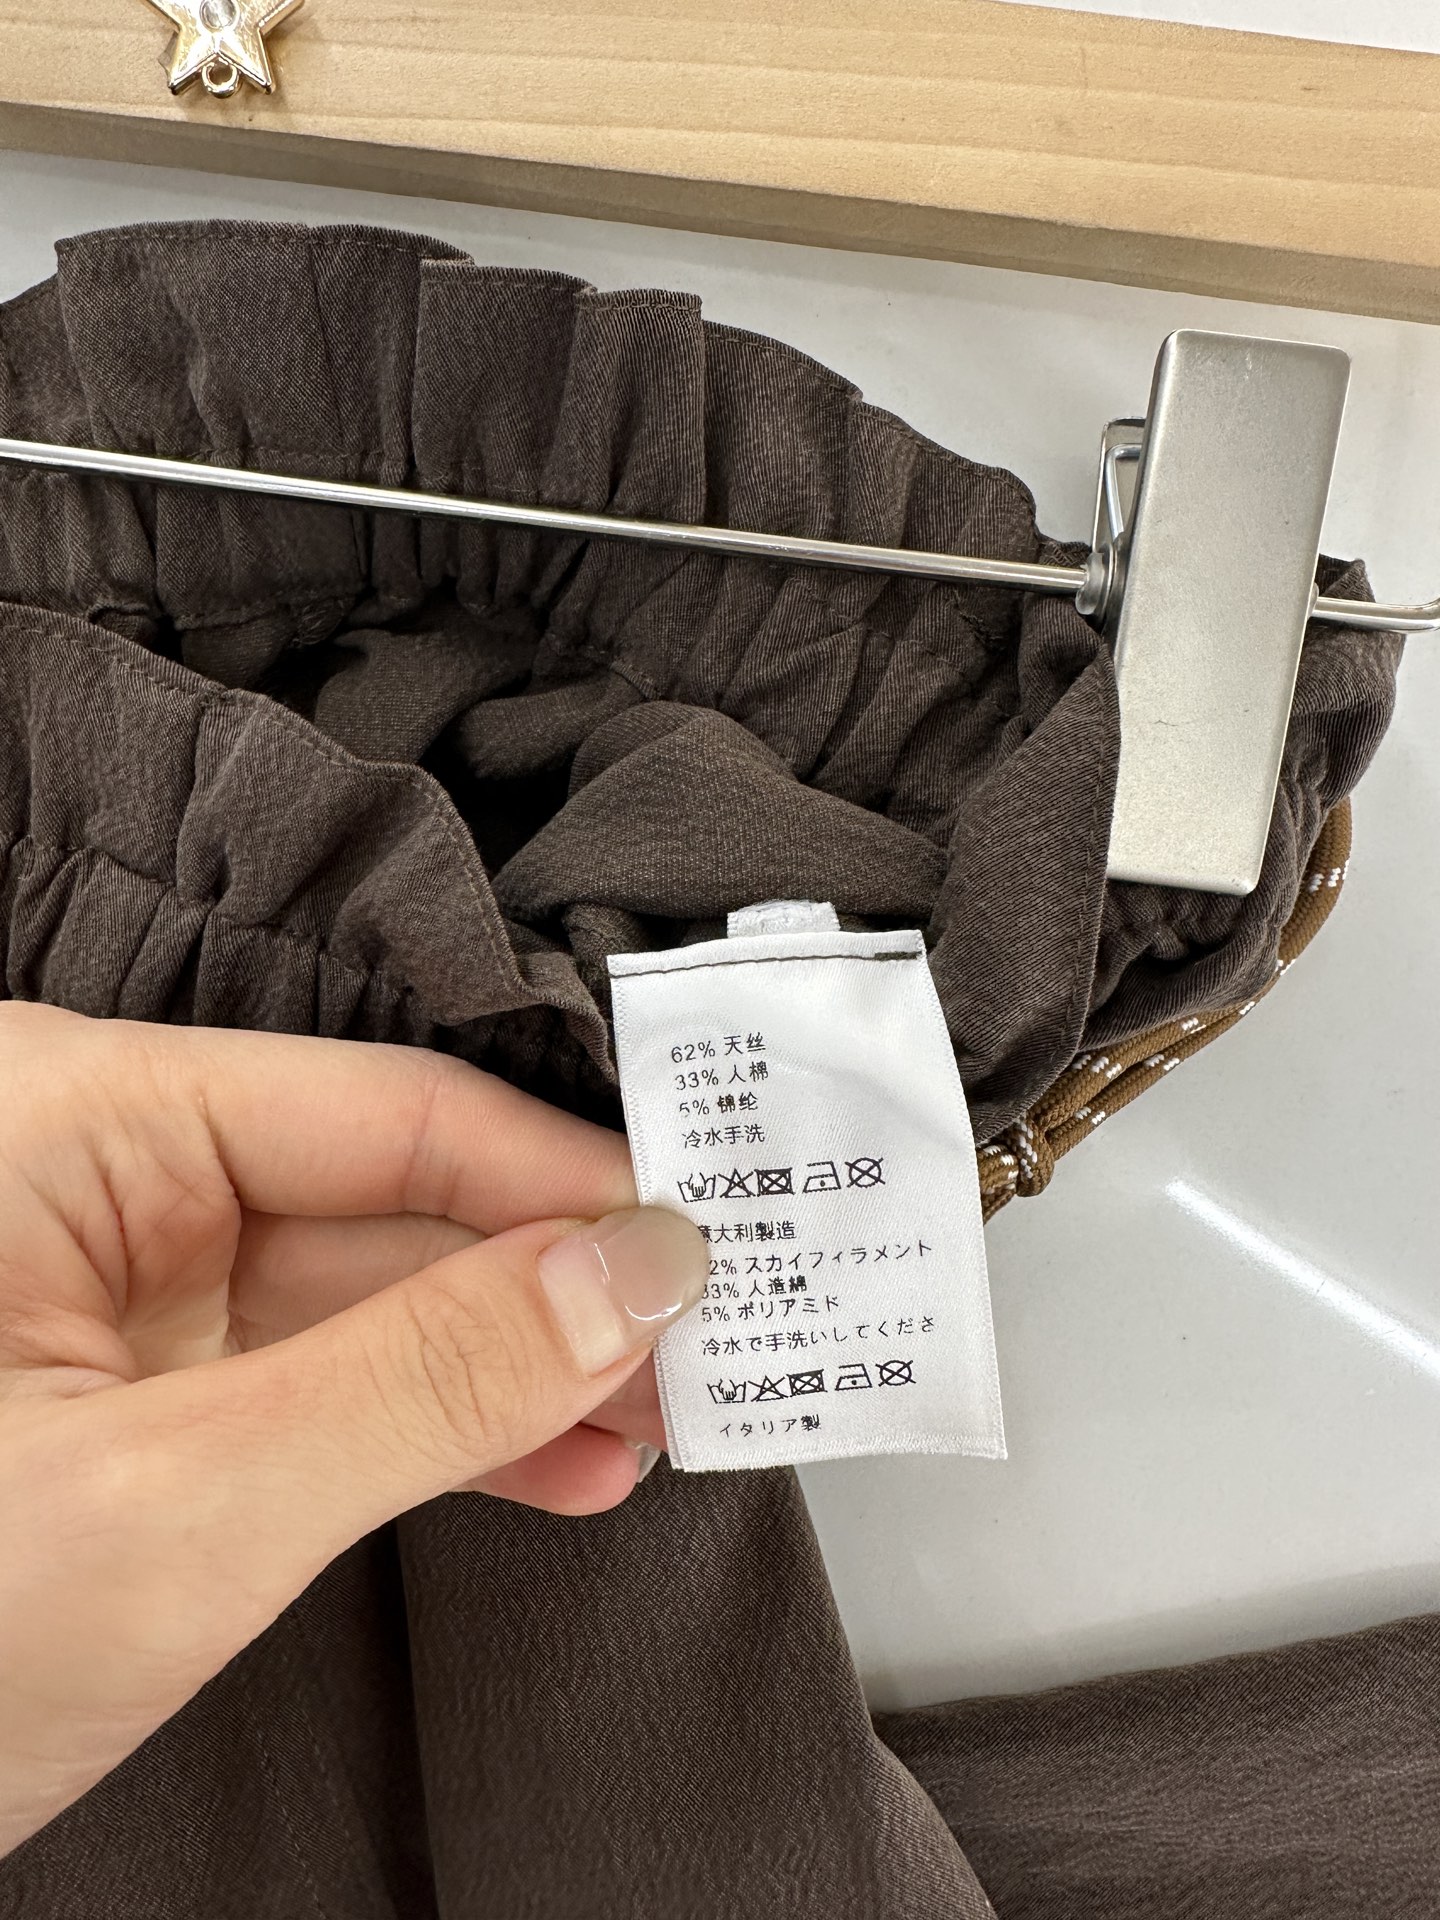 62% 天丝
33% 人棉
5% 锦纶
冷水手洗
意大利製造
2% スカイフィラメント
33% 人造綿
5% ポリアミド
冷水で手洗いしてくださ
イタリア製